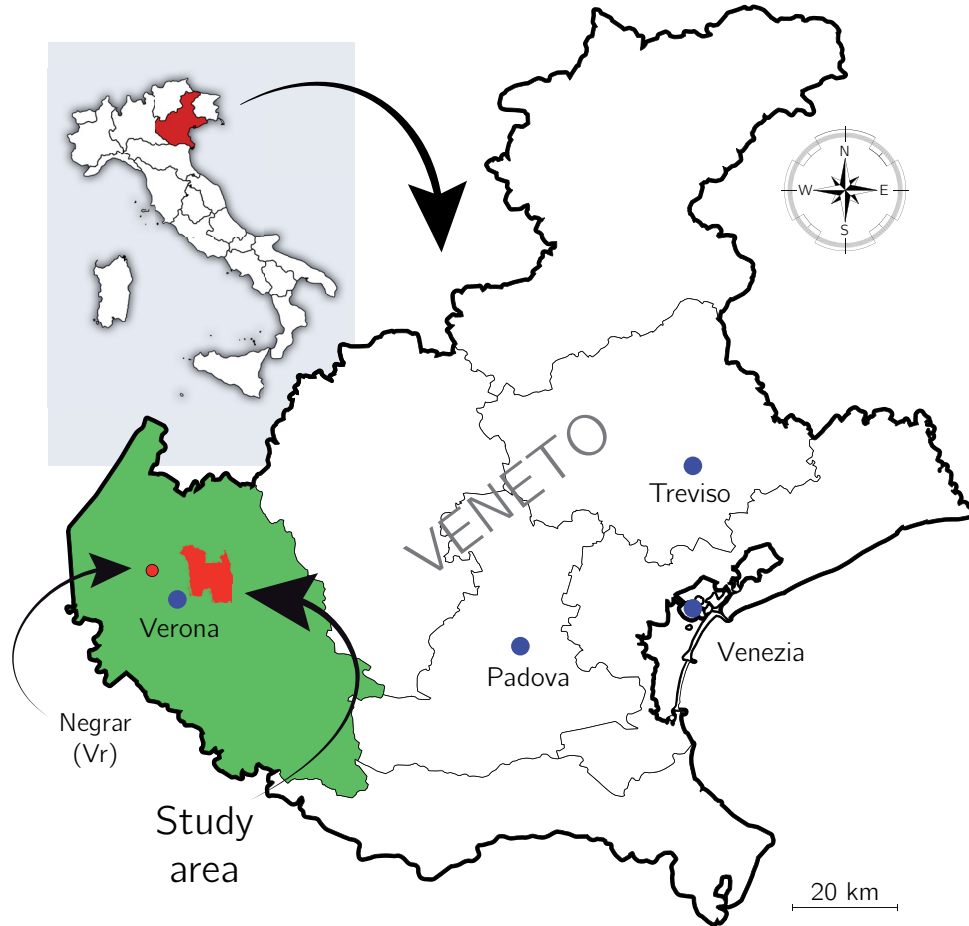 N
W E
S
VENETO
Treviso
Verona
Venezia
Padova
Negrar
(Vr)
Study
area
20 km